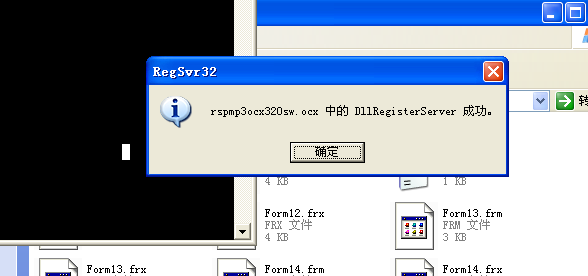 RegSvr32
rspmp3ocx320sw.ocx 中的 DllRegisterServer 成功。
确定
转
4 KB
1 KB
Form12.frx
FRX 文件
4 KB
Form13.frm
FRM 文件
3 KB
Form13.frx
Form14.frm
Form14.frx